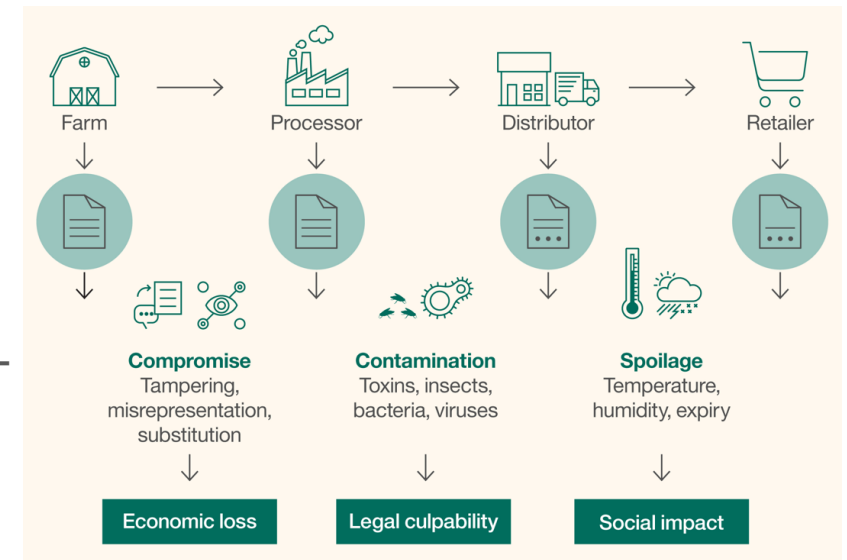 Farm
Processor
Distributor
Retailer
Compromise
Tampering,
misrepresentation,
substitution
Contamination
Toxins, insects,
bacteria, viruses
Spoilage
Temperature,
humidity, expiry
Economic loss
Legal culpability
Social impact